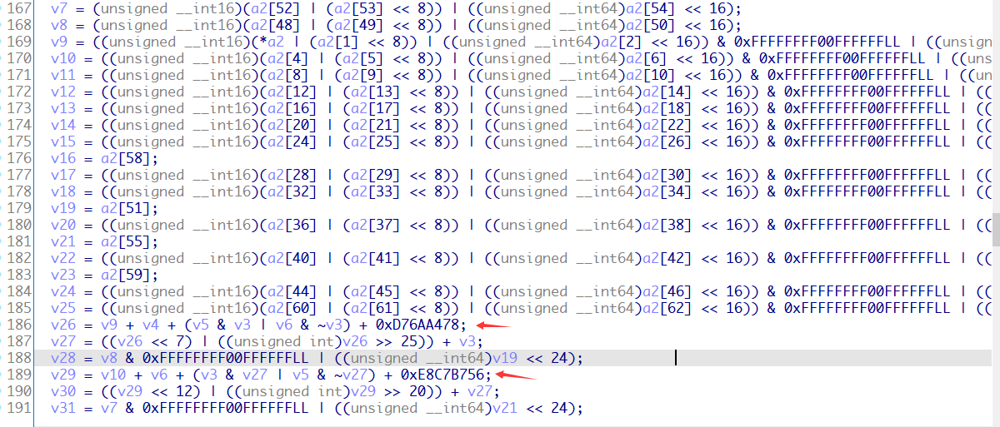 167 v7 = (unsigned __int16)(a2[52] | (a2[53] << 8)) | ((unsigned __int64)a2[54] << 16);
168 v8 = (unsigned __int16)(a2[48] | (a2[49] << 8)) | ((unsigned __int64)a2[50] << 16);
169 v9 = ((unsigned __int16)(*a2 | (a2[1] << 8)) | ((unsigned __int64)a2[2] << 16)) & 0xFFFFFFFF00FFFFFFLL | ((unsign
170 v10 = ((unsigned __int16)(a2[4] | (a2[5] << 8)) | ((unsigned __int64)a2[6] << 16)) & 0xFFFFFFFF00FFFFFFLL | ((uns
171 v11 = ((unsigned __int16)(a2[8] | (a2[9] << 8)) | ((unsigned __int64)a2[10] << 16)) & 0xFFFFFFFF00FFFFFFLL | ((un
172 v12 = ((unsigned __int16)(a2[12] | (a2[13] << 8)) | ((unsigned __int64)a2[14] << 16)) & 0xFFFFFFFF00FFFFFFLL | ((
173 v13 = ((unsigned __int16)(a2[16] | (a2[17] << 8)) | ((unsigned __int64)a2[18] << 16)) & 0xFFFFFFFF00FFFFFFLL | ((
174 v14 = ((unsigned __int16)(a2[20] | (a2[21] << 8)) | ((unsigned __int64)a2[22] << 16)) & 0xFFFFFFFF00FFFFFFLL | ((
175 v15 = ((unsigned __int16)(a2[24] | (a2[25] << 8)) | ((unsigned __int64)a2[26] << 16)) & 0xFFFFFFFF00FFFFFFLL | ((
176 v16 = a2[58];
177 v17 = ((unsigned __int16)(a2[28] | (a2[29] << 8)) | ((unsigned __int64)a2[30] << 16)) & 0xFFFFFFFF00FFFFFFLL | ((
178 v18 = ((unsigned __int16)(a2[32] | (a2[33] << 8)) | ((unsigned __int64)a2[34] << 16)) & 0xFFFFFFFF00FFFFFFLL | ((
179 v19 = a2[51];
180 v20 = ((unsigned __int16)(a2[36] | (a2[37] << 8)) | ((unsigned __int64)a2[38] << 16)) & 0xFFFFFFFF00FFFFFFLL | ((
181 v21 = a2[55];
182 v22 = ((unsigned __int16)(a2[40] | (a2[41] << 8)) | ((unsigned __int64)a2[42] << 16)) & 0xFFFFFFFF00FFFFFFLL | ((
183 v23 = a2[59];
184 v24 = ((unsigned __int16)(a2[44] | (a2[45] << 8)) | ((unsigned __int64)a2[46] << 16)) & 0xFFFFFFFF00FFFFFFLL | ((
185 v25 = ((unsigned __int16)(a2[60] | (a2[61] << 8)) | ((unsigned __int64)a2[62] << 16)) & 0xFFFFFFFF00FFFFFFLL | ((
186 v26 = v9 + v4 + (v5 & v3 | v6 & ~v3) + 0xD76AA478;
187 v27 = ((v26 << 7) | ((unsigned int)v26 >> 25)) + v3;
188 v28 = v8 & 0xFFFFFFFF00FFFFFFLL | ((unsigned __int64)v19 << 24);
189 v29 = v10 + v6 + (v3 & v27 | v5 & ~v27) + 0xE8C7B756;
190 v30 = ((v29 << 12) | ((unsigned int)v29 >> 20)) + v27;
191 v31 = v7 & 0xFFFFFFFF00FFFFFFLL | ((unsigned __int64)v21 << 24);